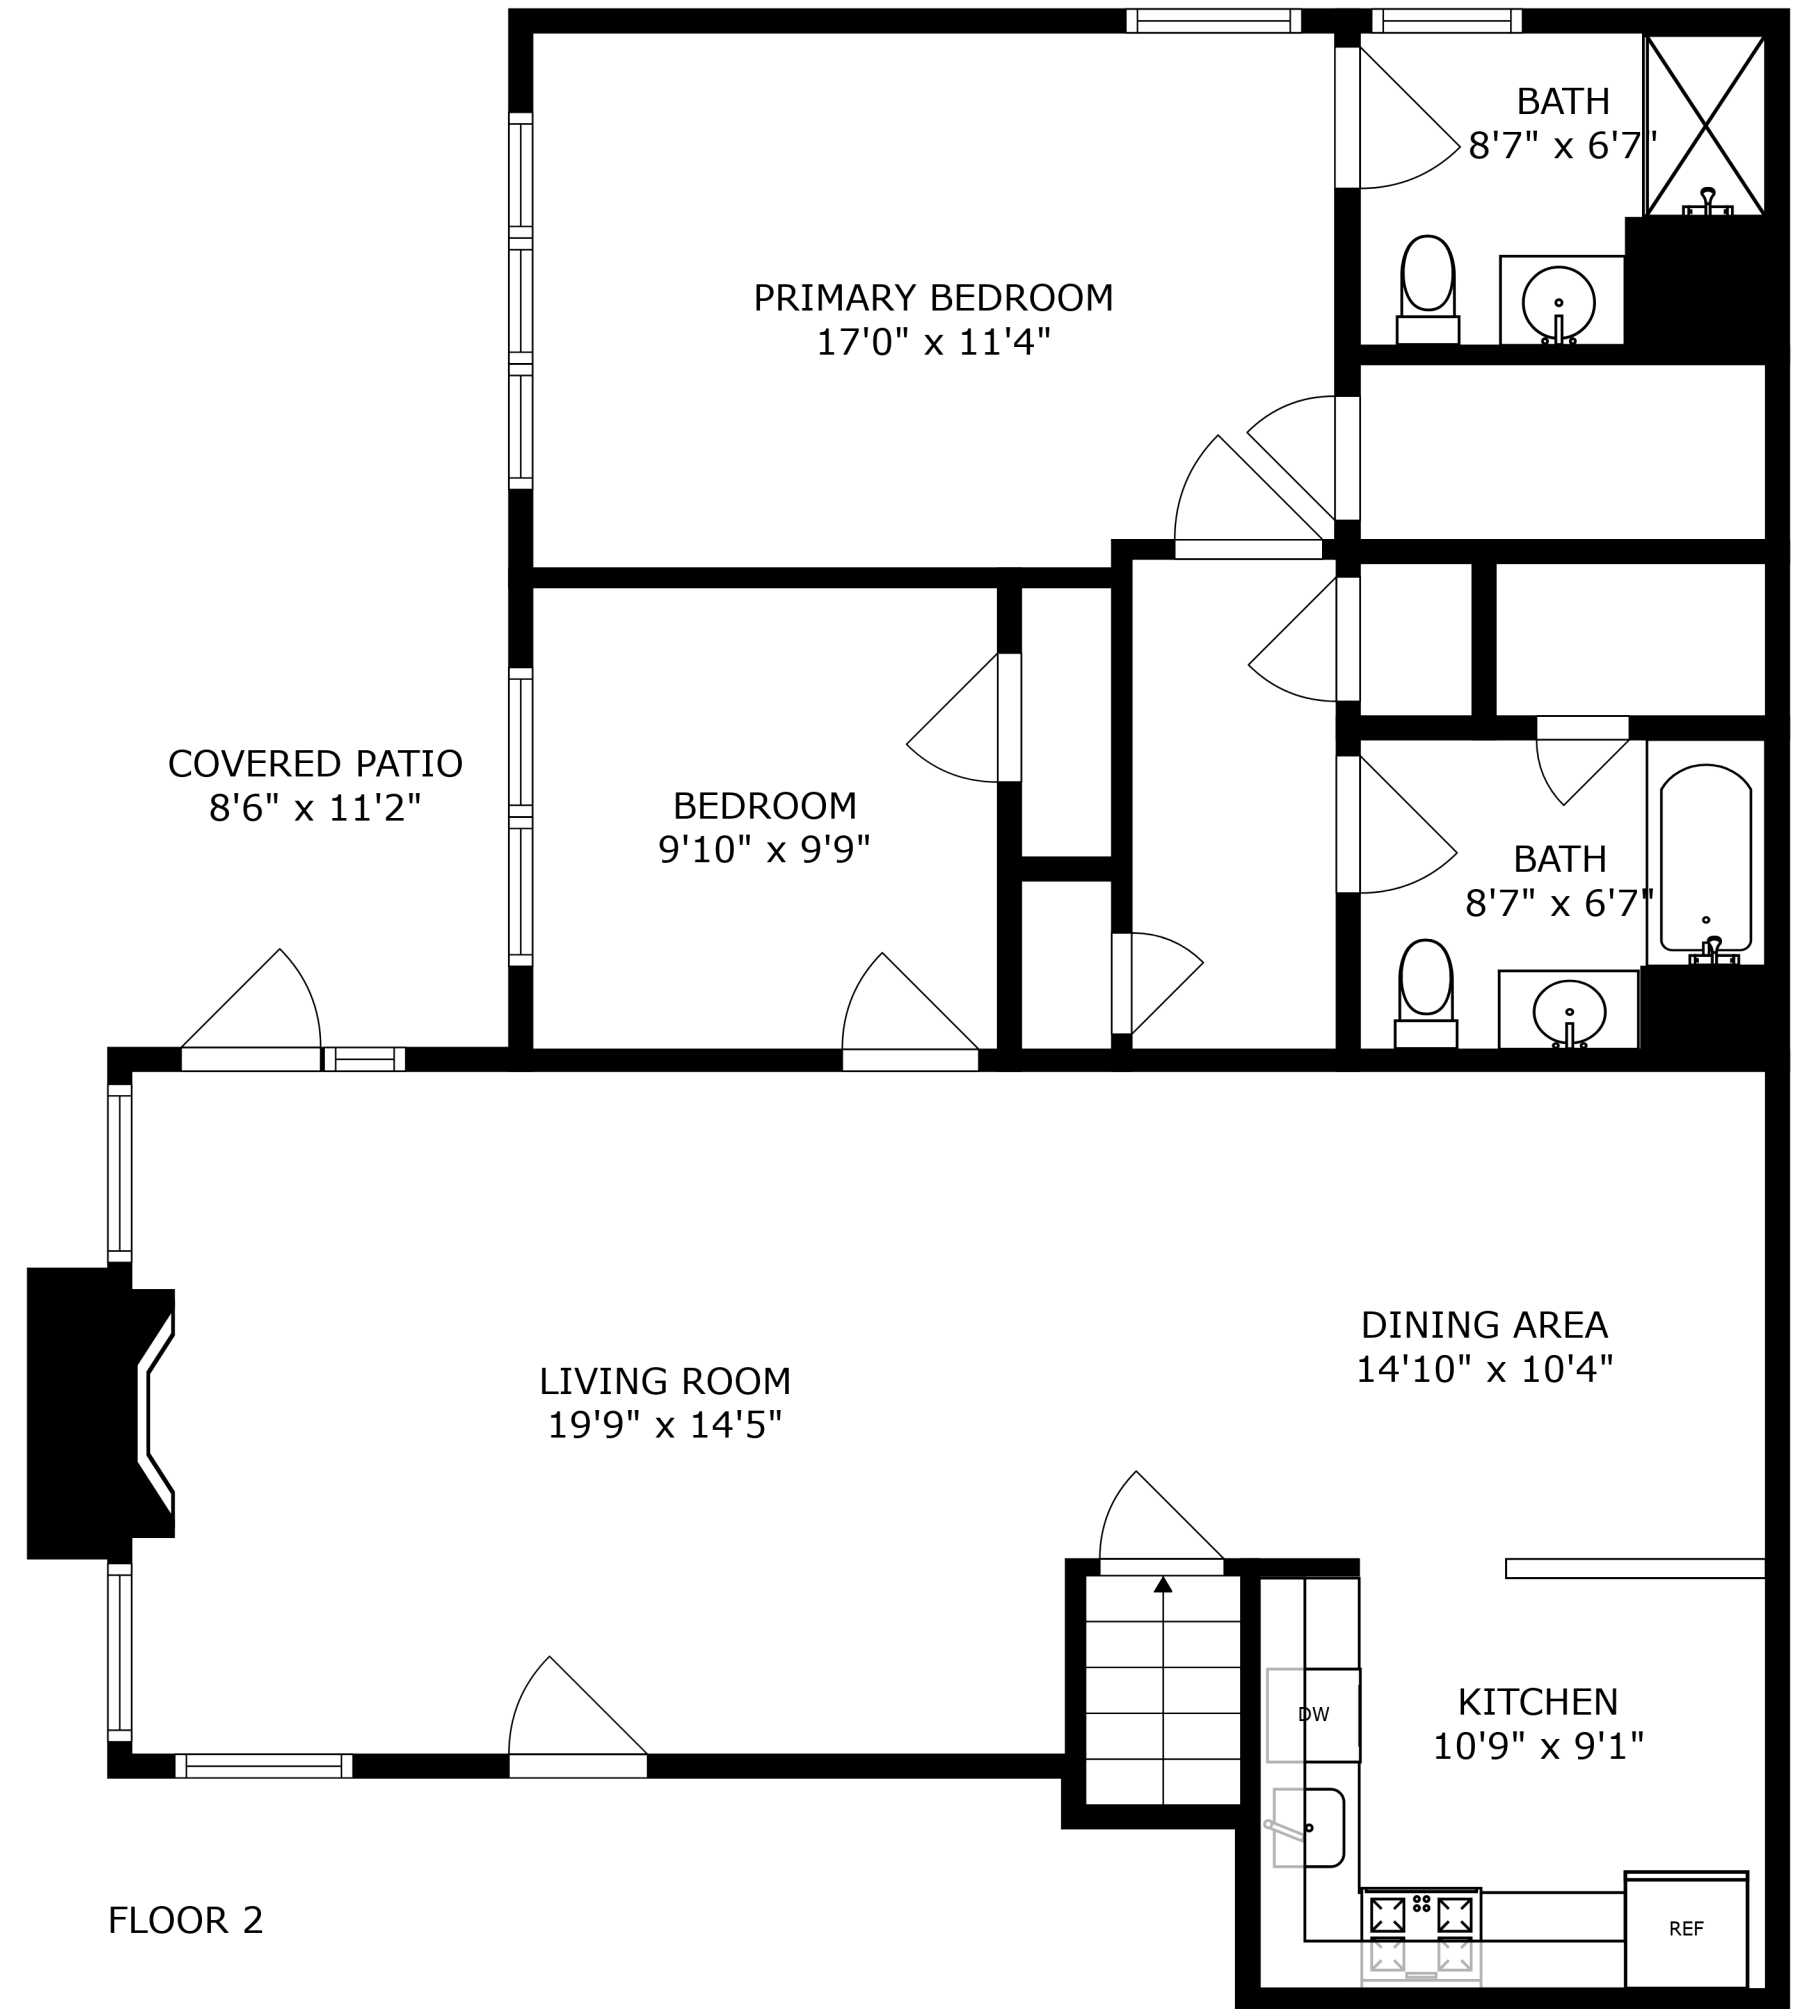 BATH
8'7" x 6'7"
PRIMARY BEDROOM
17'0" x 11'4"
COVERED PATIO
8'6" x 11'2"
BEDROOM
9'10" x 9'9"
BATH
8'7" x 6'7"
LIVING ROOM
19'9" x 14'5"
DINING AREA
14'10" x 10'4"
KITCHEN
10'9" x 9'1"
DW
REF
FLOOR 2